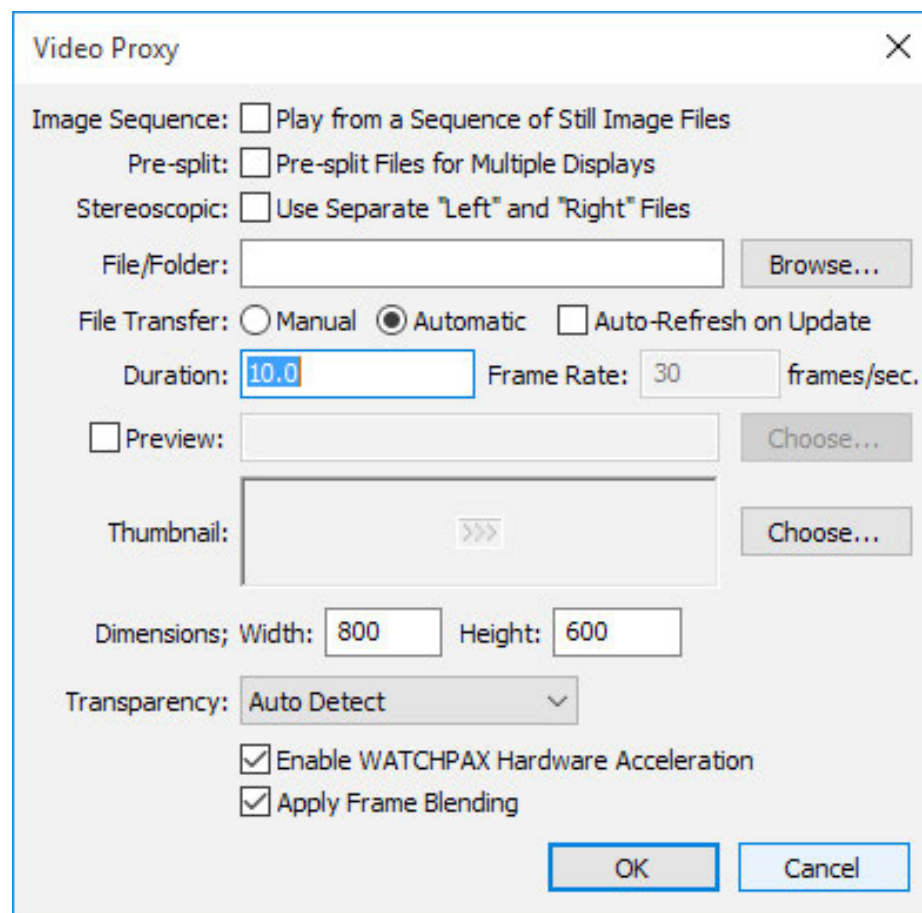 Video Proxy
Image Sequence: Play from a Sequence of Still Image Files
Pre-split: Pre-split Files for Multiple Displays
Stereoscopic: Use Separate "Left" and "Right" Files
File/Folder: Browse...
File Transfer: Manual Automatic Auto-Refresh on Update
Duration: 10.0 Frame Rate: 30 frames/sec.
Preview: Choose...
Thumbnail: >>> Choose...
Dimensions; Width: 800 Height: 600
Transparency: Auto Detect
Enable WATCHPAX Hardware Acceleration
Apply Frame Blending
OK Cancel